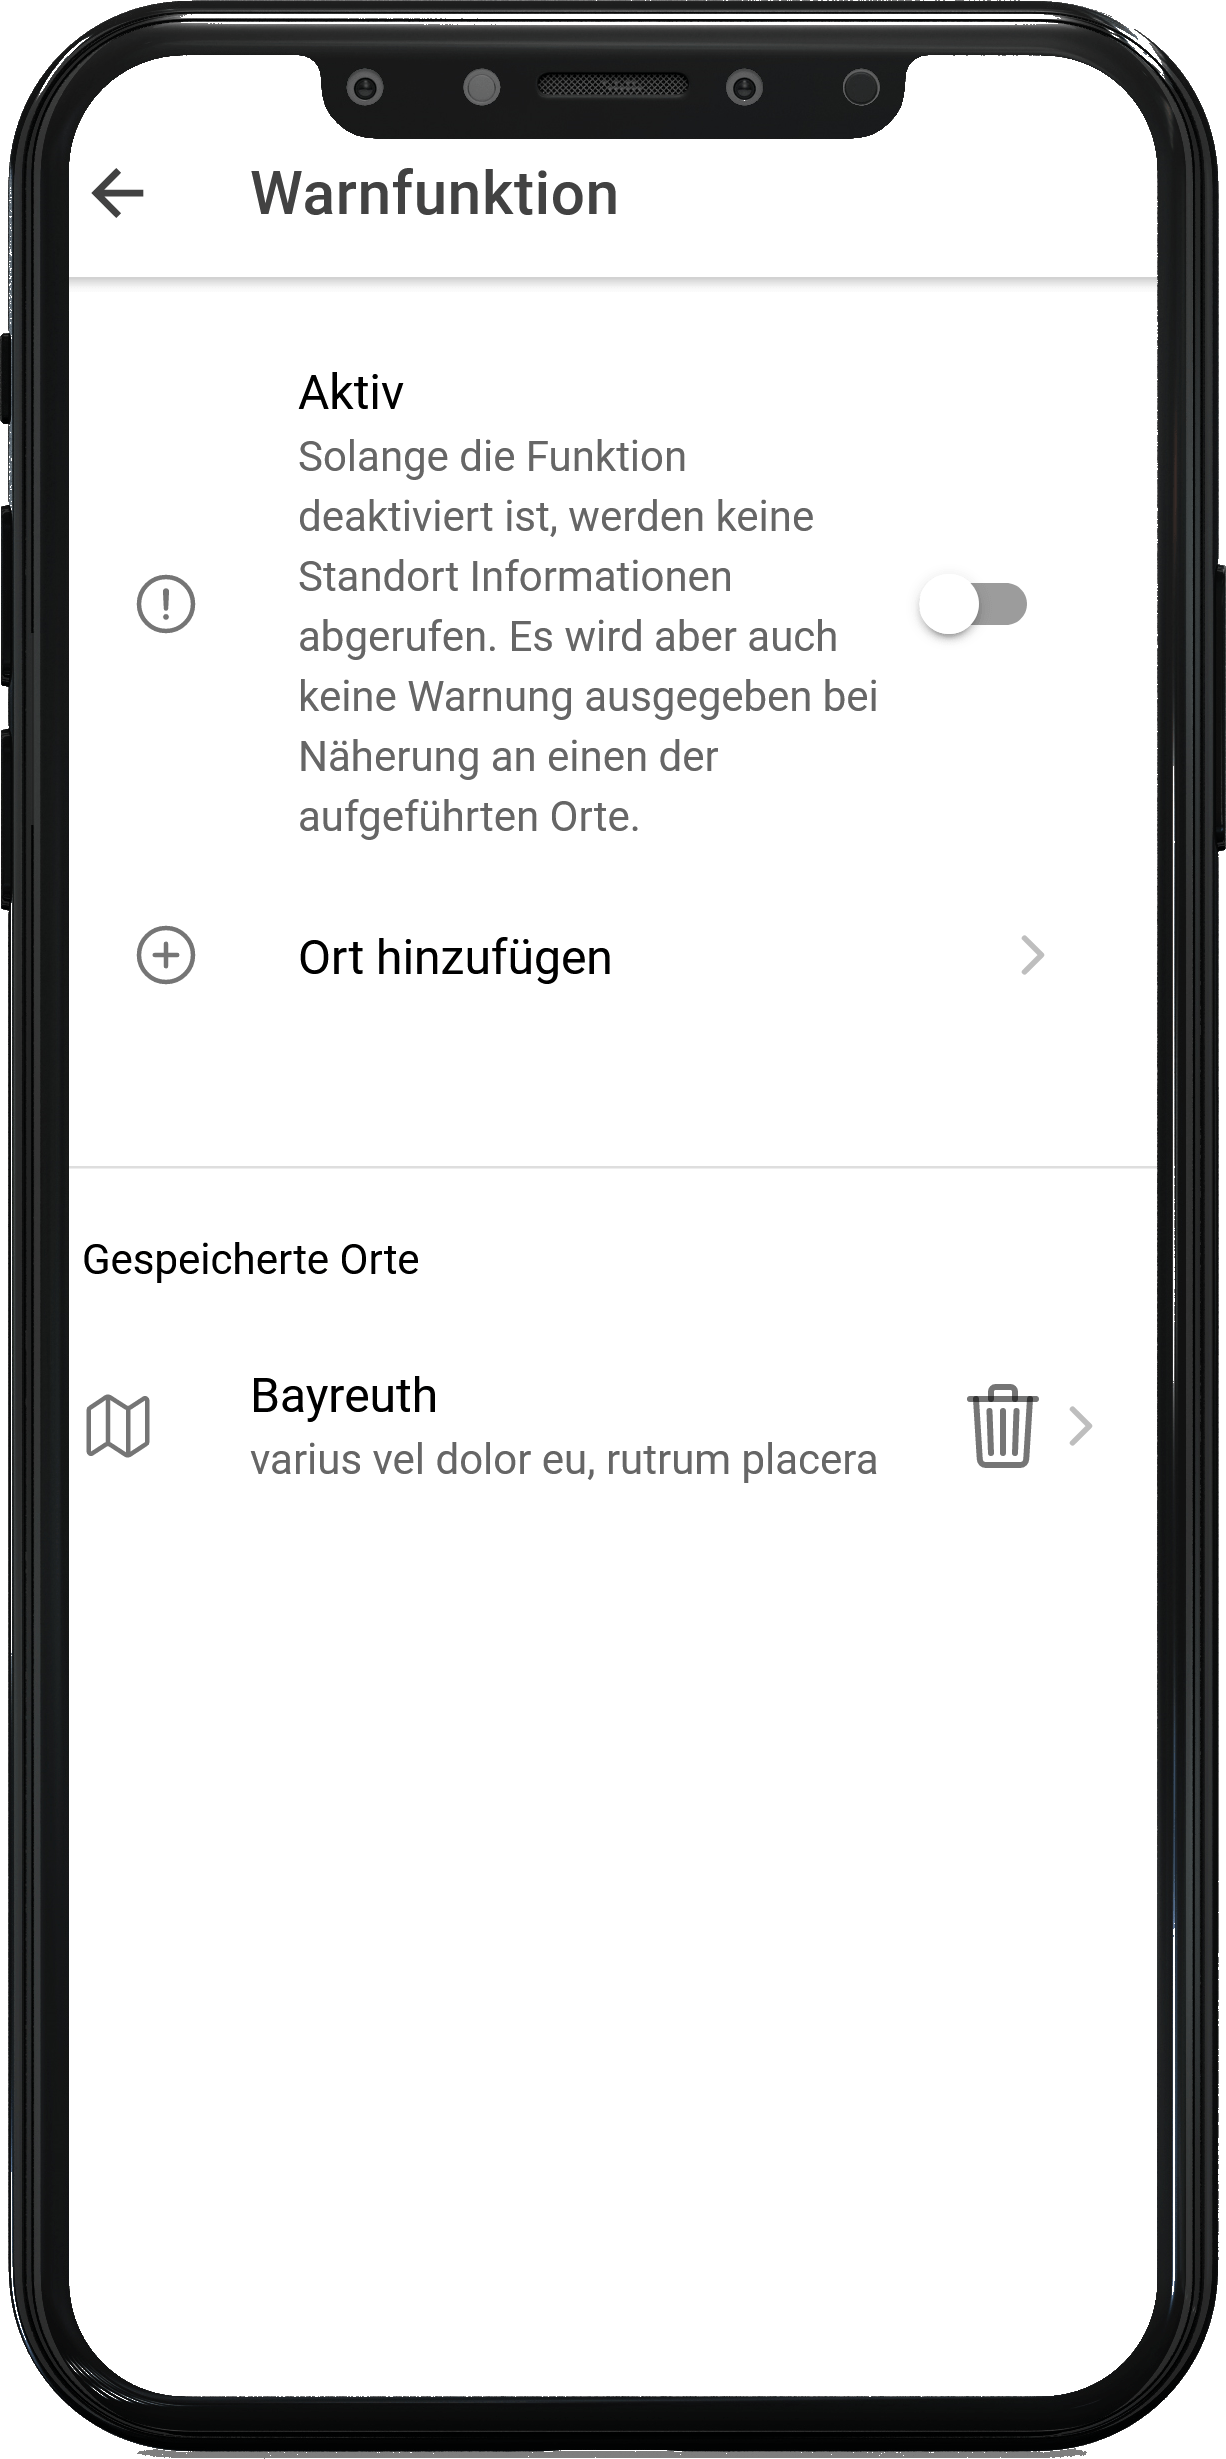 Warnfunktion
Aktiv
Solange die Funktion
deaktiviert ist, werden keine
Standort Informationen
abgerufen. Es wird aber auch
keine Warnung ausgegeben bei
Näherung an einen der
aufgeführten Orte.
Ort hinzufügen
Gespeicherte Orte
Bayreuth
varius vel dolor eu, rutrum placera